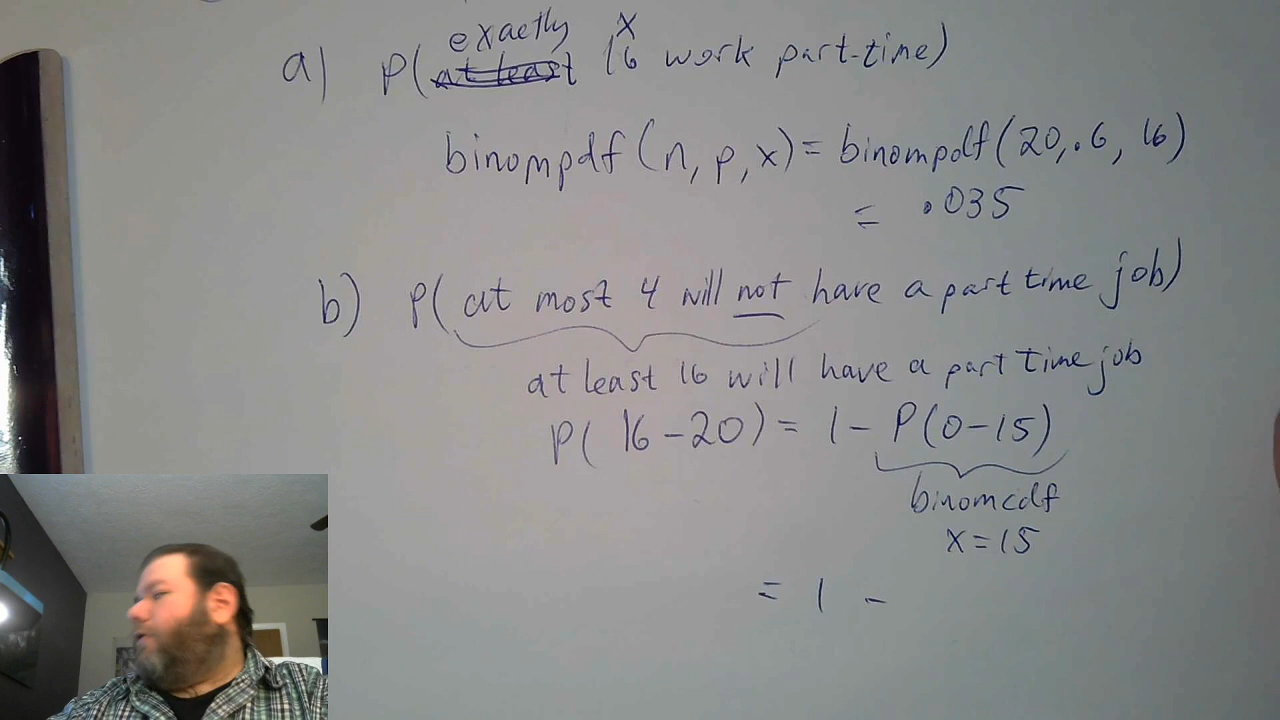 exactly x
a) P(at least 16 work part-time)
binompdf(n, p, x) = binompdf(20, .6, 16)
= .035
b) P(at most 4 will not have a part time job)
at least 16 will have a part time job
P(16-20) = 1 - P(0-15)
binomcdf
x = 15
= 1 -